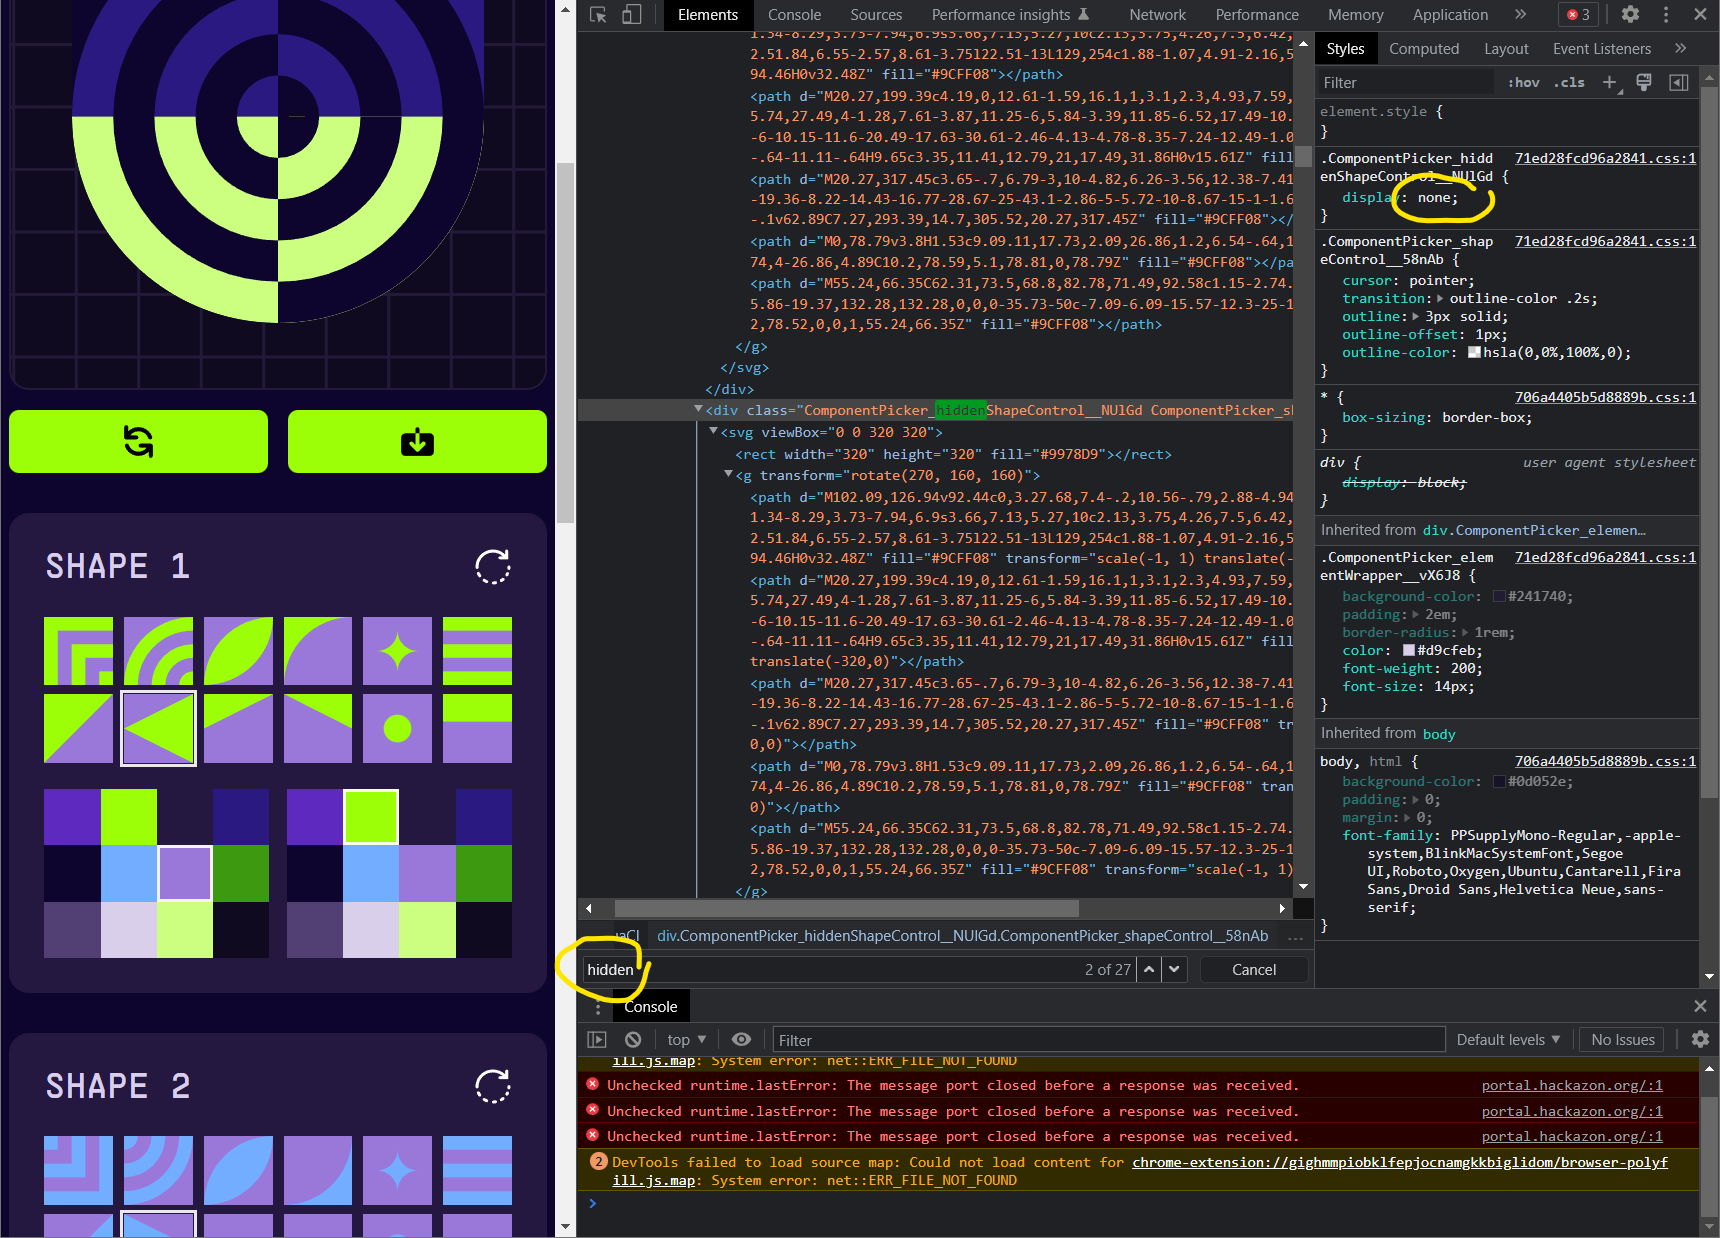 Elements Console Sources Performance insights Network Performance Memory Application » 3
1.34-8.29,3.73-7.94,6.9s3.66,7.13,5.27,10c2.13,3.75,4.26,7.5,6.42,
2.51.84,6.55-2.57,8.61-3.75l22.51-13L129,254c1.88-1.07,4.91-2.16,5
94.46H0v32.48Z" fill="#9CFF08"></path>
<path d="M20.27,199.39c4.19,0,12.61-1.59,16.1,1,3.1,2.3,4.93,7.59,
5.74,27.49,4-1.28,7.61-3.87,11.25-6,5.84-3.39,11.85-6.52,17.49-10.
-6-10.15-11.6-20.49-17.63-30.61-2.46-4.13-4.78-8.35-7.24-12.49-1.0
-.64-11.11-.64H9.65c3.35,11.41,12.79,21,17.49,31.86H0v15.61Z" fill
<path d="M20.27,317.45c3.65-.7,6.79-3,10-4.82,6.26-3.56,12.38-7.41
-19.36-8.22-14.43-16.77-28.67-25-43.1-2.86-5-5.72-10-8.67-15-1-1.6
-.1v62.89C7.27,293.39,14.7,305.52,20.27,317.45Z" fill="#9CFF08"></
<path d="M0,78.79v3.8H1.53c9.09.11,17.73,2.09,26.86,1.2,6.54-.64,1
74,4-26.86,4.89C10.2,78.59,5.1,78.81,0,78.79Z" fill="#9CFF08"></pa
<path d="M55.24,66.35C62.31,73.5,68.8,82.78,71.49,92.58c1.15-2.74.
5.86-19.37,132.28,132.28,0,0,0-35.73-50c-7.09-6.09-15.57-12.3-25-1
2,78.52,0,0,1,55.24,66.35Z" fill="#9CFF08"></path>
</g>
</svg>
</div>
<div class="ComponentPicker_hiddenShapeControl__NUlGd ComponentPicker_s
<svg viewBox="0 0 320 320">
<rect width="320" height="320" fill="#9978D9"></rect>
<g transform="rotate(270, 160, 160)">
<path d="M102.09,126.94v92.44c0,3.27.68,7.4-.2,10.56-.79,2.88-4.94
1.34-8.29,3.73-7.94,6.9s3.66,7.13,5.27,10c2.13,3.75,4.26,7.5,6.42,
2.51.84,6.55-2.57,8.61-3.75l22.51-13L129,254c1.88-1.07,4.91-2.16,5
94.46H0v32.48Z" fill="#9CFF08" transform="scale(-1, 1) translate(-
<path d="M20.27,199.39c4.19,0,12.61-1.59,16.1,1,3.1,2.3,4.93,7.59,
5.74,27.49,4-1.28,7.61-3.87,11.25-6,5.84-3.39,11.85-6.52,17.49-10.
-6-10.15-11.6-20.49-17.63-30.61-2.46-4.13-4.78-8.35-7.24-12.49-1.0
-.64-11.11-.64H9.65c3.35,11.41,12.79,21,17.49,31.86H0v15.61Z" fill
translate(-320,0)"></path>
<path d="M20.27,317.45c3.65-.7,6.79-3,10-4.82,6.26-3.56,12.38-7.41
-19.36-8.22-14.43-16.77-28.67-25-43.1-2.86-5-5.72-10-8.67-15-1-1.6
-.1v62.89C7.27,293.39,14.7,305.52,20.27,317.45Z" fill="#9CFF08" tr
0,0)"></path>
<path d="M0,78.79v3.8H1.53c9.09.11,17.73,2.09,26.86,1.2,6.54-.64,1
74,4-26.86,4.89C10.2,78.59,5.1,78.81,0,78.79Z" fill="#9CFF08" tran
0)"></path>
<path d="M55.24,66.35C62.31,73.5,68.8,82.78,71.49,92.58c1.15-2.74.
5.86-19.37,132.28,132.28,0,0,0-35.73-50c-7.09-6.09-15.57-12.3-25-1
2,78.52,0,0,1,55.24,66.35Z" fill="#9CFF08" transform="scale(-1, 1)
</g>
div.ComponentPicker_hiddenShapeControl__NUlGd.ComponentPicker_shapeControl__58nAb ...
hidden 2 of 27 Cancel
Styles Computed Layout Event Listeners »
Filter :hov .cls +
element.style {
}
.ComponentPicker_hidd 71ed28fcd96a2841.css:1
enShapeControl__NUlGd {
display: none;
}
.ComponentPicker_shap 71ed28fcd96a2841.css:1
eControl__58nAb {
cursor: pointer;
transition: outline-color .2s;
outline: 3px solid;
outline-offset: 1px;
outline-color: hsla(0,0%,100%,0);
}
* { 706a4405b5d8889b.css:1
box-sizing: border-box;
}
div { user agent stylesheet
display: block;
}
Inherited from div.ComponentPicker_elemen…
.ComponentPicker_elem 71ed28fcd96a2841.css:1
entWrapper__vX6J8 {
background-color: #241740;
padding: 2em;
border-radius: 1rem;
color: #d9cfeb;
font-weight: 200;
font-size: 14px;
}
Inherited from body
body, html { 706a4405b5d8889b.css:1
background-color: #0d052e;
padding: 0;
margin: 0;
font-family: PPSupplyMono-Regular,-apple-
system,BlinkMacSystemFont,Segoe
UI,Roboto,Oxygen,Ubuntu,Cantarell,Fira
Sans,Droid Sans,Helvetica Neue,sans-
serif;
}
SHAPE 1
SHAPE 2
Console
top Filter Default levels No Issues
ill.js.map: System error: net::ERR_FILE_NOT_FOUND
Unchecked runtime.lastError: The message port closed before a response was received. portal.hackazon.org/:1
Unchecked runtime.lastError: The message port closed before a response was received. portal.hackazon.org/:1
Unchecked runtime.lastError: The message port closed before a response was received. portal.hackazon.org/:1
2 DevTools failed to load source map: Could not load content for chrome-extension://gighmmpiobklfepjocnamgkkbiglidom/browser-polyf
ill.js.map: System error: net::ERR_FILE_NOT_FOUND